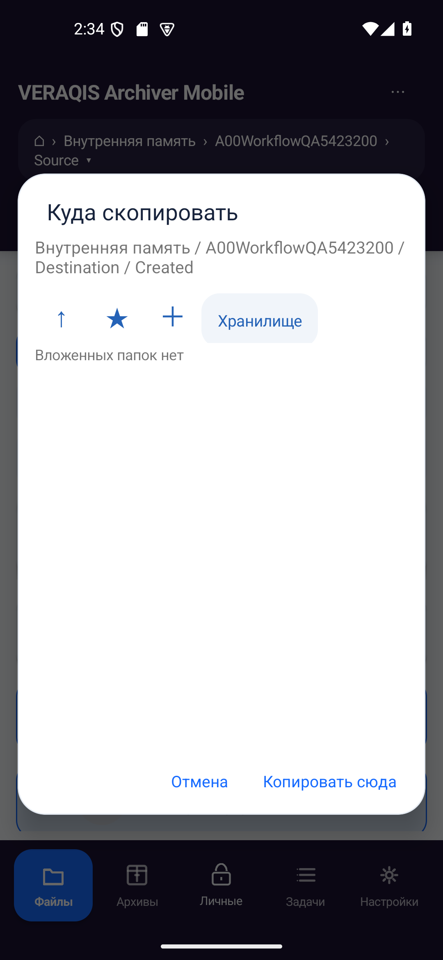 2:34
VERAQIS Archiver Mobile
Внутренняя память › A00WorkflowQA5423200 ›
Source
Куда скопировать
Внутренняя память / A00WorkflowQA5423200 /
Destination / Created
Хранилище
Вложенных папок нет
Отмена Копировать сюда
Файлы Архивы Личные Задачи Настройки